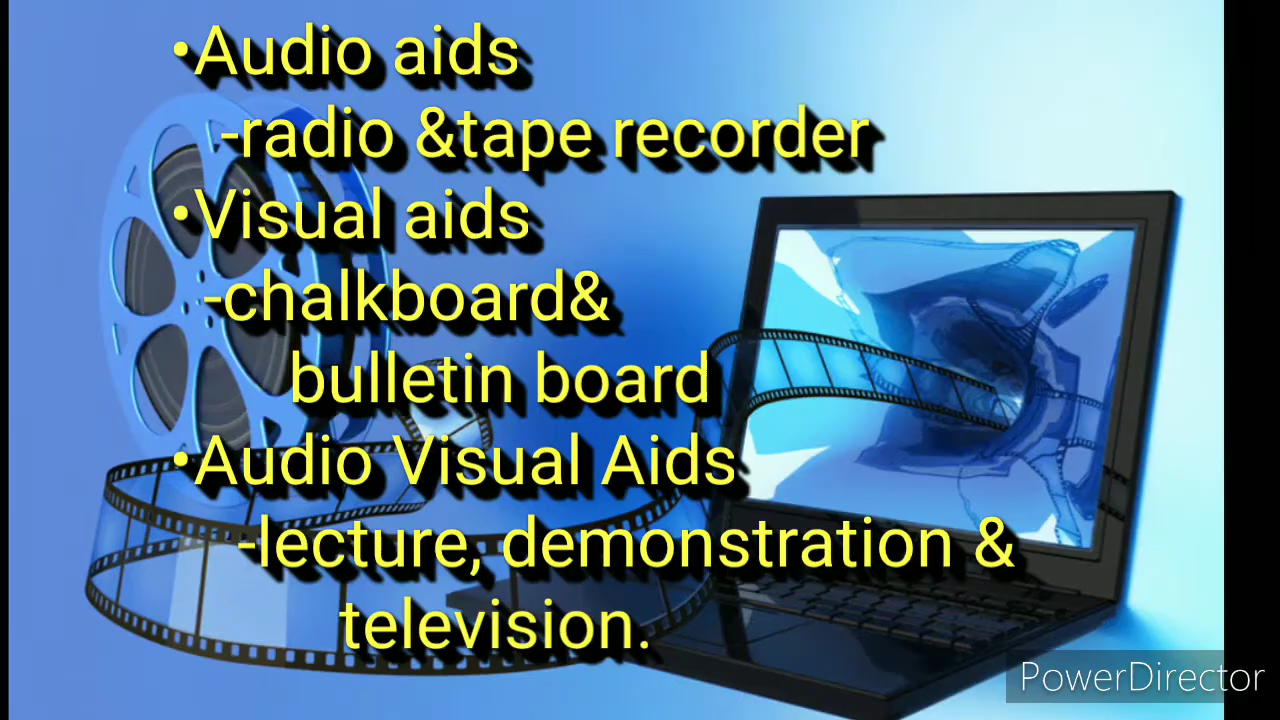 •Audio aids
-radio &tape recorder
•Visual aids
-chalkboard&
bulletin board
•Audio Visual Aids
-lecture, demonstration &
television.
PowerDirector